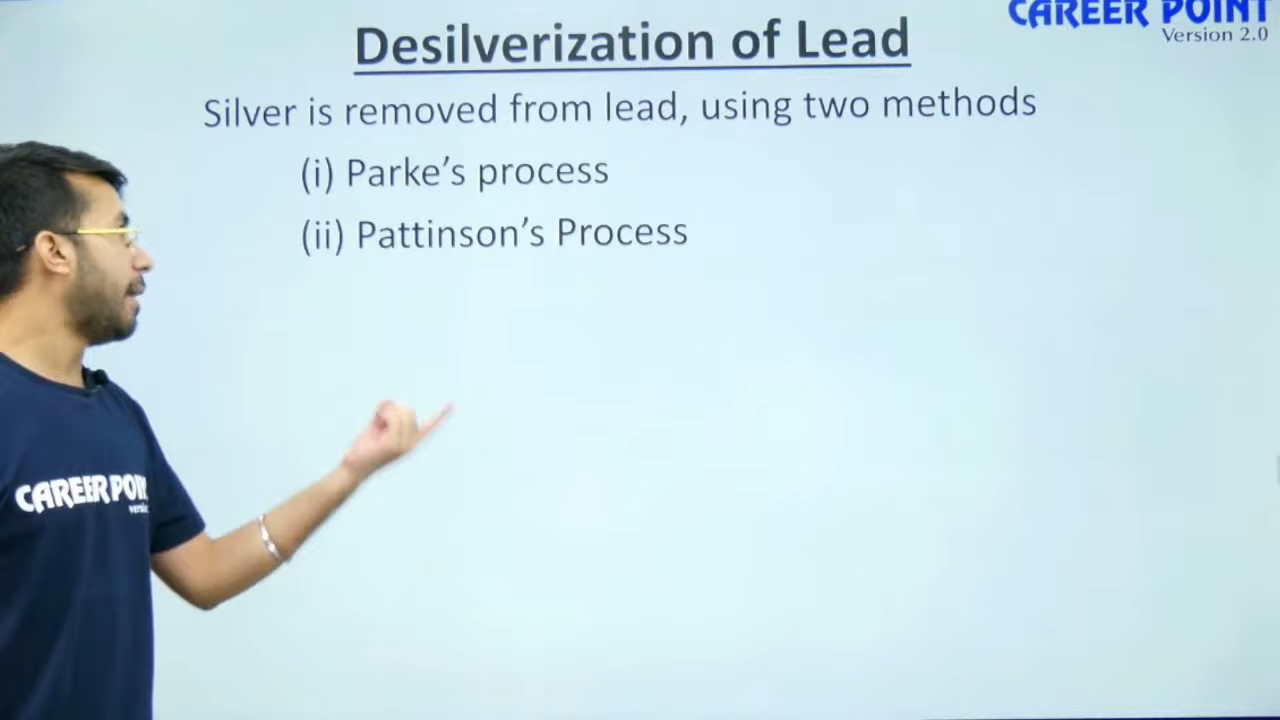 CAREER POINT
Version 2.0
Desilverization of Lead
Silver is removed from lead, using two methods
(i) Parke’s process
(ii) Pattinson’s Process
CAREER POIN